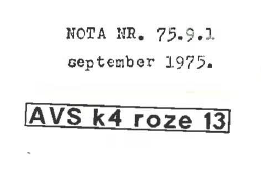 NOTA NR. 75.9.1
september 1975.
AVS k4 roze 13